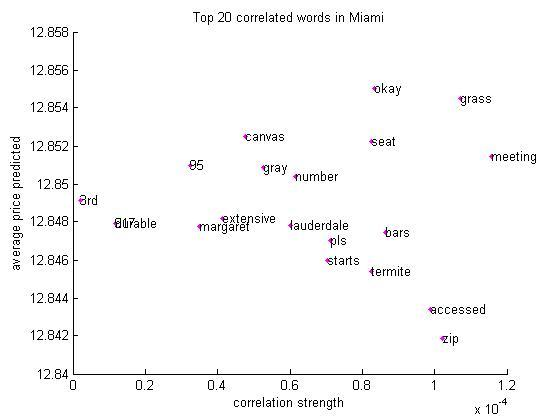 Top 20 correlated words in Miami
12.858
12.856
okay
12.854
grass
12.852
canvas
seat
meeting
95
gray
12.85
number
3rd
12.848
durable
extensive
margaret
lauderdale
bars
pls
12.846
starts
termite
12.844
accessed
12.842
zip
12.84
average price predicted
0
0.2
0.4
0.6
0.8
1
1.2
x 10⁻⁴
correlation strength